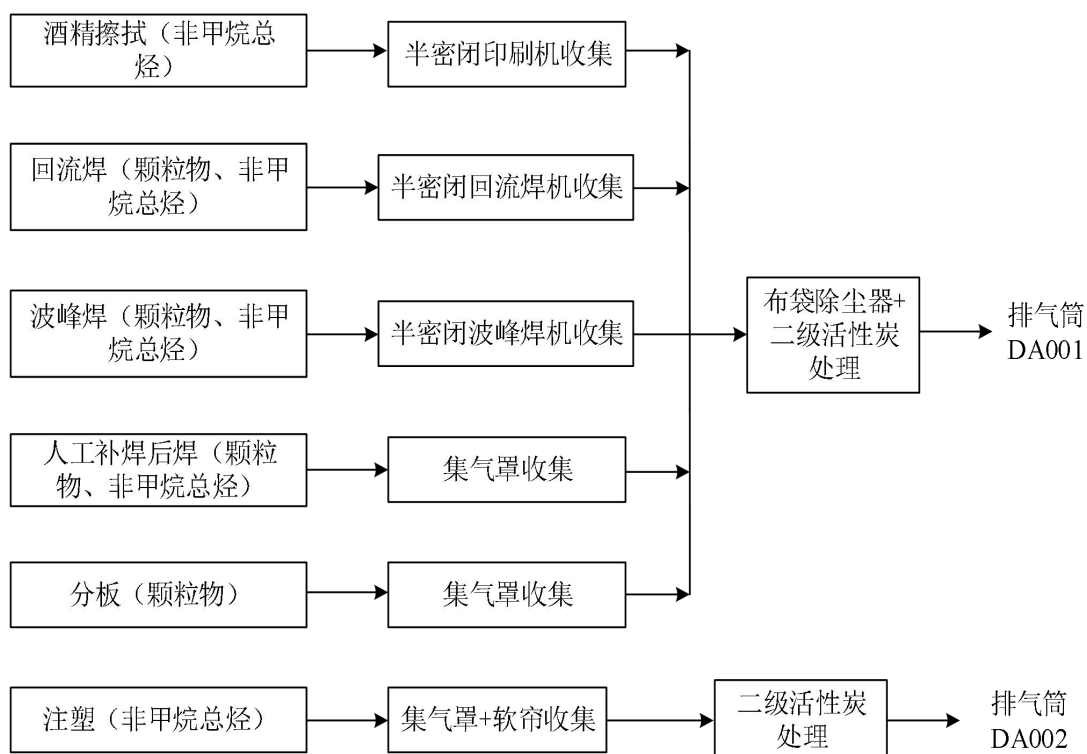 酒精擦拭（非甲烷总
烃）
半密闭印刷机收集
回流焊（颗粒物、非甲
烷总烃）
半密闭回流焊机收集
波峰焊（颗粒物、非甲
烷总烃）
半密闭波峰焊机收集
布袋除尘器+
二级活性炭
处理
排气筒
DA001
人工补焊后焊（颗粒
物、非甲烷总烃）
集气罩收集
分板（颗粒物）
集气罩收集
注塑（非甲烷总烃）
集气罩+软帘收集
二级活性炭
处理
排气筒
DA002